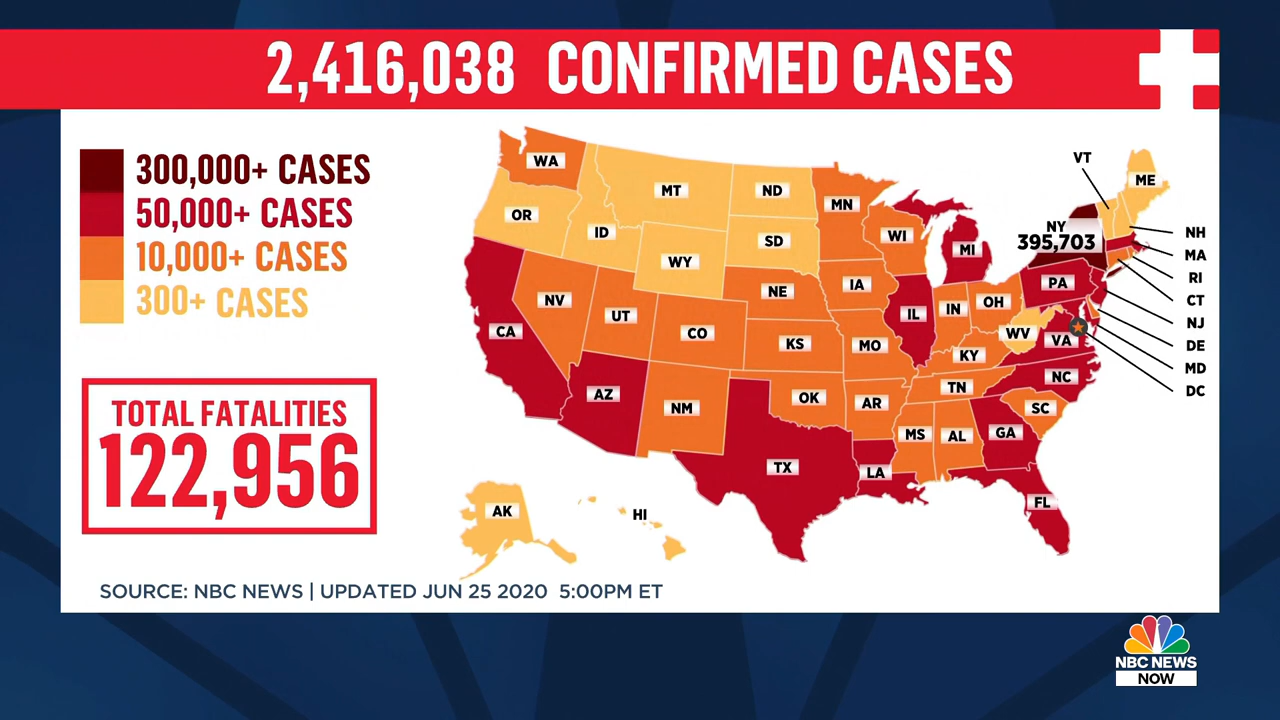 2,416,038 CONFIRMED CASES
300,000+ CASES
50,000+ CASES
10,000+ CASES
300+ CASES
TOTAL FATALITIES
122,956
WA
MT
ND
MN
OR
ID
SD
WI
WY
MI
VT
ME
NY
395,703
NH
MA
RI
CT
NJ
DE
MD
DC
NV
UT
NE
IA
CO
KS
MO
IL
IN
OH
PA
WV
VA
KY
CA
AZ
NM
OK
AR
TN
NC
SC
MS
AL
GA
TX
LA
FL
AK
HI
SOURCE: NBC NEWS | UPDATED JUN 25 2020 5:00PM ET
NBC NEWS
NOW